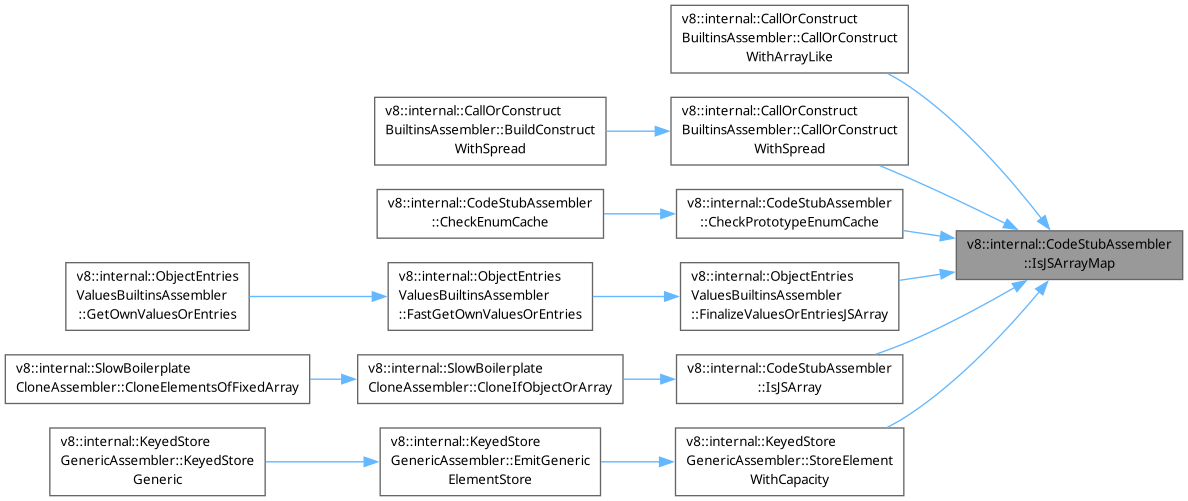 v8::internal::CallOrConstruct
BuiltinsAssembler::CallOrConstruct
WithArrayLike
v8::internal::CallOrConstruct
BuiltinsAssembler::BuildConstruct
WithSpread
v8::internal::CallOrConstruct
BuiltinsAssembler::CallOrConstruct
WithSpread
v8::internal::CodeStubAssembler
::CheckEnumCache
v8::internal::CodeStubAssembler
::CheckPrototypeEnumCache
v8::internal::CodeStubAssembler
::IsJSArrayMap
v8::internal::ObjectEntries
ValuesBuiltinsAssembler
::GetOwnValuesOrEntries
v8::internal::ObjectEntries
ValuesBuiltinsAssembler
::FastGetOwnValuesOrEntries
v8::internal::ObjectEntries
ValuesBuiltinsAssembler
::FinalizeValuesOrEntriesJSArray
v8::internal::SlowBoilerplate
CloneAssembler::CloneElementsOfFixedArray
v8::internal::SlowBoilerplate
CloneAssembler::CloneIfObjectOrArray
v8::internal::CodeStubAssembler
::IsJSArray
v8::internal::KeyedStore
GenericAssembler::KeyedStore
Generic
v8::internal::KeyedStore
GenericAssembler::EmitGeneric
ElementStore
v8::internal::KeyedStore
GenericAssembler::StoreElement
WithCapacity